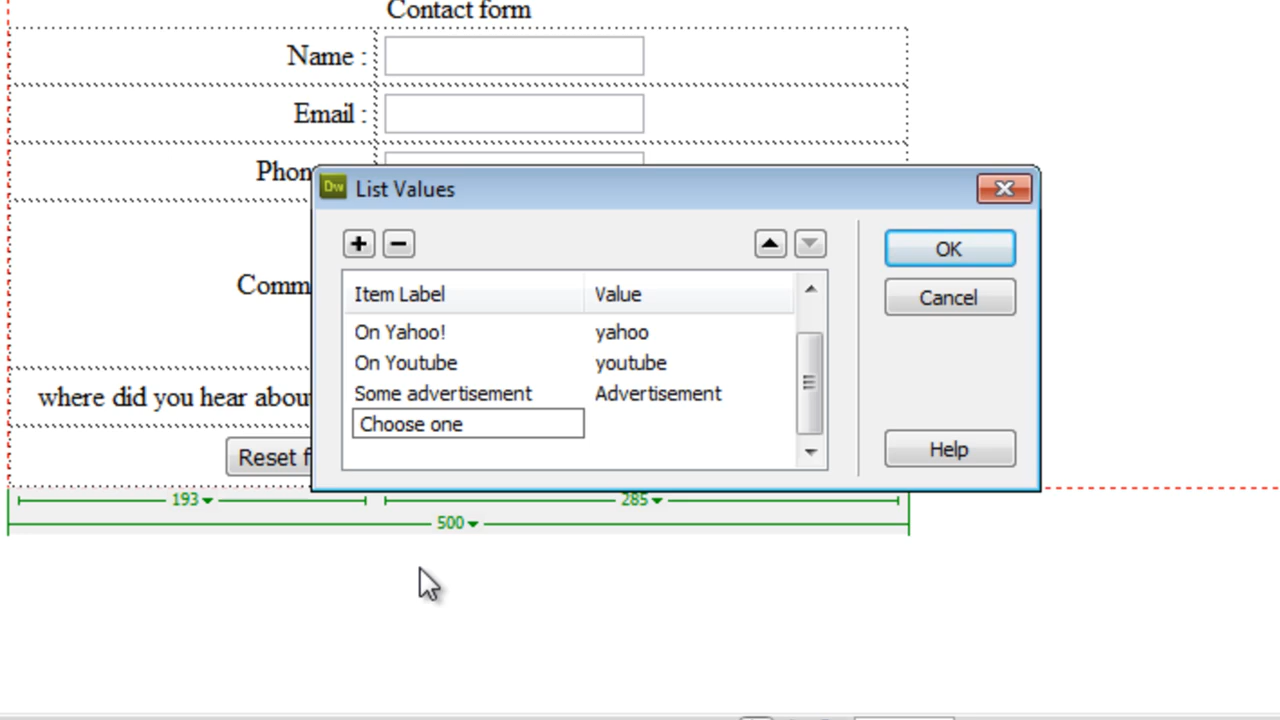 Contact form
Name :
Email :
Phon
Dw List Values
Item Label Value
OK
Cancel
Comm
On Yahoo! yahoo
On Youtube youtube
Some advertisement Advertisement
where did you hear abou
Choose one
Help
Reset f
193 285
500